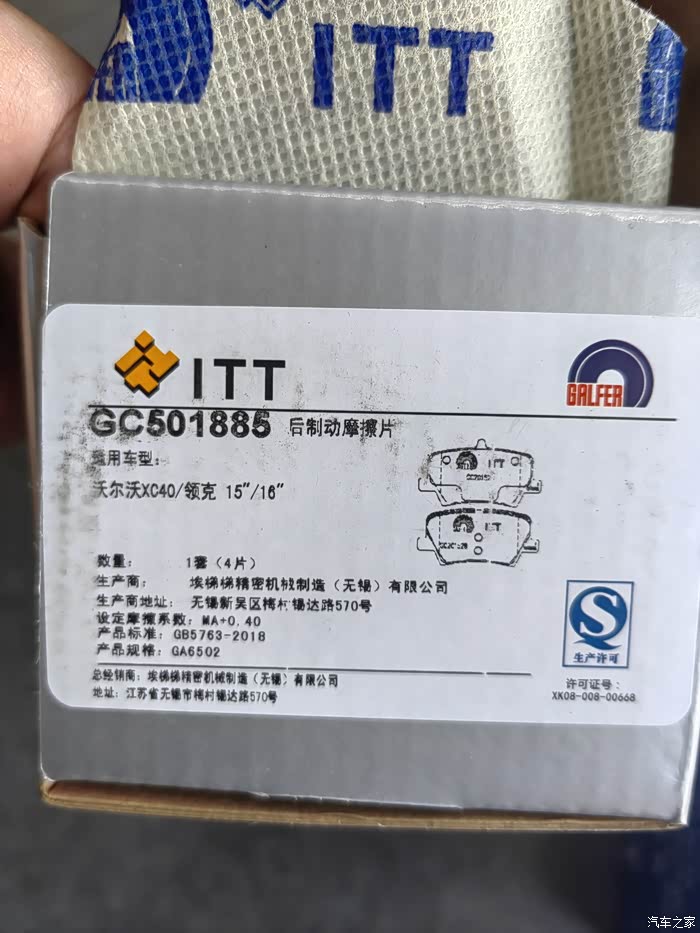 ITT
ITT
GALFER
GC501885 后制动摩擦片
适用车型:
沃尔沃XC40/领克 15"/16"
ITT
ITT
数量: 1套（4片）
生产商: 埃梯梯精密机械制造（无锡）有限公司
生产商地址: 无锡新吴区梅村锡达路570号
设定摩擦系数: MA+0.40
产品标准: GB5763-2018
产品规格: GA6502
总经销商: 埃梯梯精密机械制造（无锡）有限公司
地址: 江苏省无锡市梅村锡达路570号
生产许可
许可证号:
XK08-008-00668
汽车之家